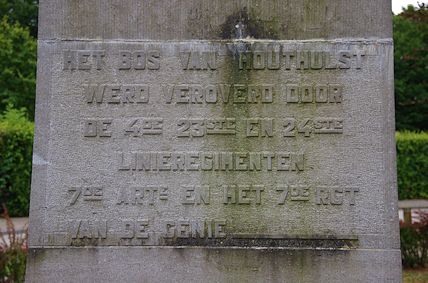 HET BOS VAN HOUTHULST
WERD VEROVERD DOOR
DE 4DE 23STE EN 24STE
LINIEREGIMENTEN
7DE ARTE EN HET 7DE RGT
VAN DE GENIE